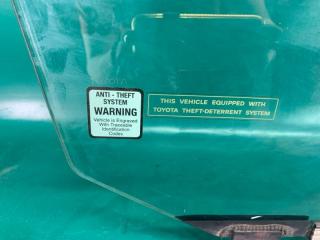 TOYOTA
ANTI - THEFT
SYSTEM
WARNING
Vehicle is Engraved
With Traceable
Identification
Codes
THIS VEHICLE EQUIPPED WITH
TOYOTA THEFT-DETERRENT SYSTEM